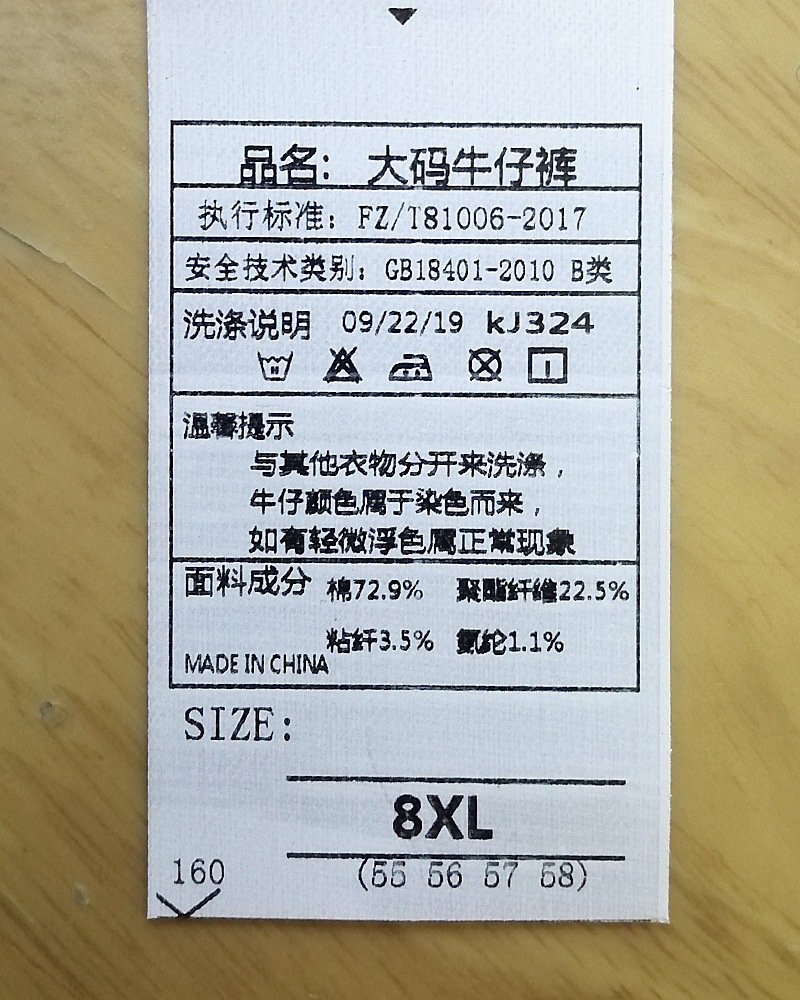 品名: 大码牛仔裤
执行标准: FZ/T81006-2017
安全技术类别: GB18401-2010 B类
洗涤说明 09/22/19 kJ324
温馨提示
与其他衣物分开来洗涤，
牛仔颜色属于染色而来，
如有轻微浮色属正常现象
面料成分 棉72.9% 聚酯纤维22.5%
粘纤3.5% 氨纶1.1%
MADE IN CHINA
SIZE:
8XL
160 (55 56 57 58)